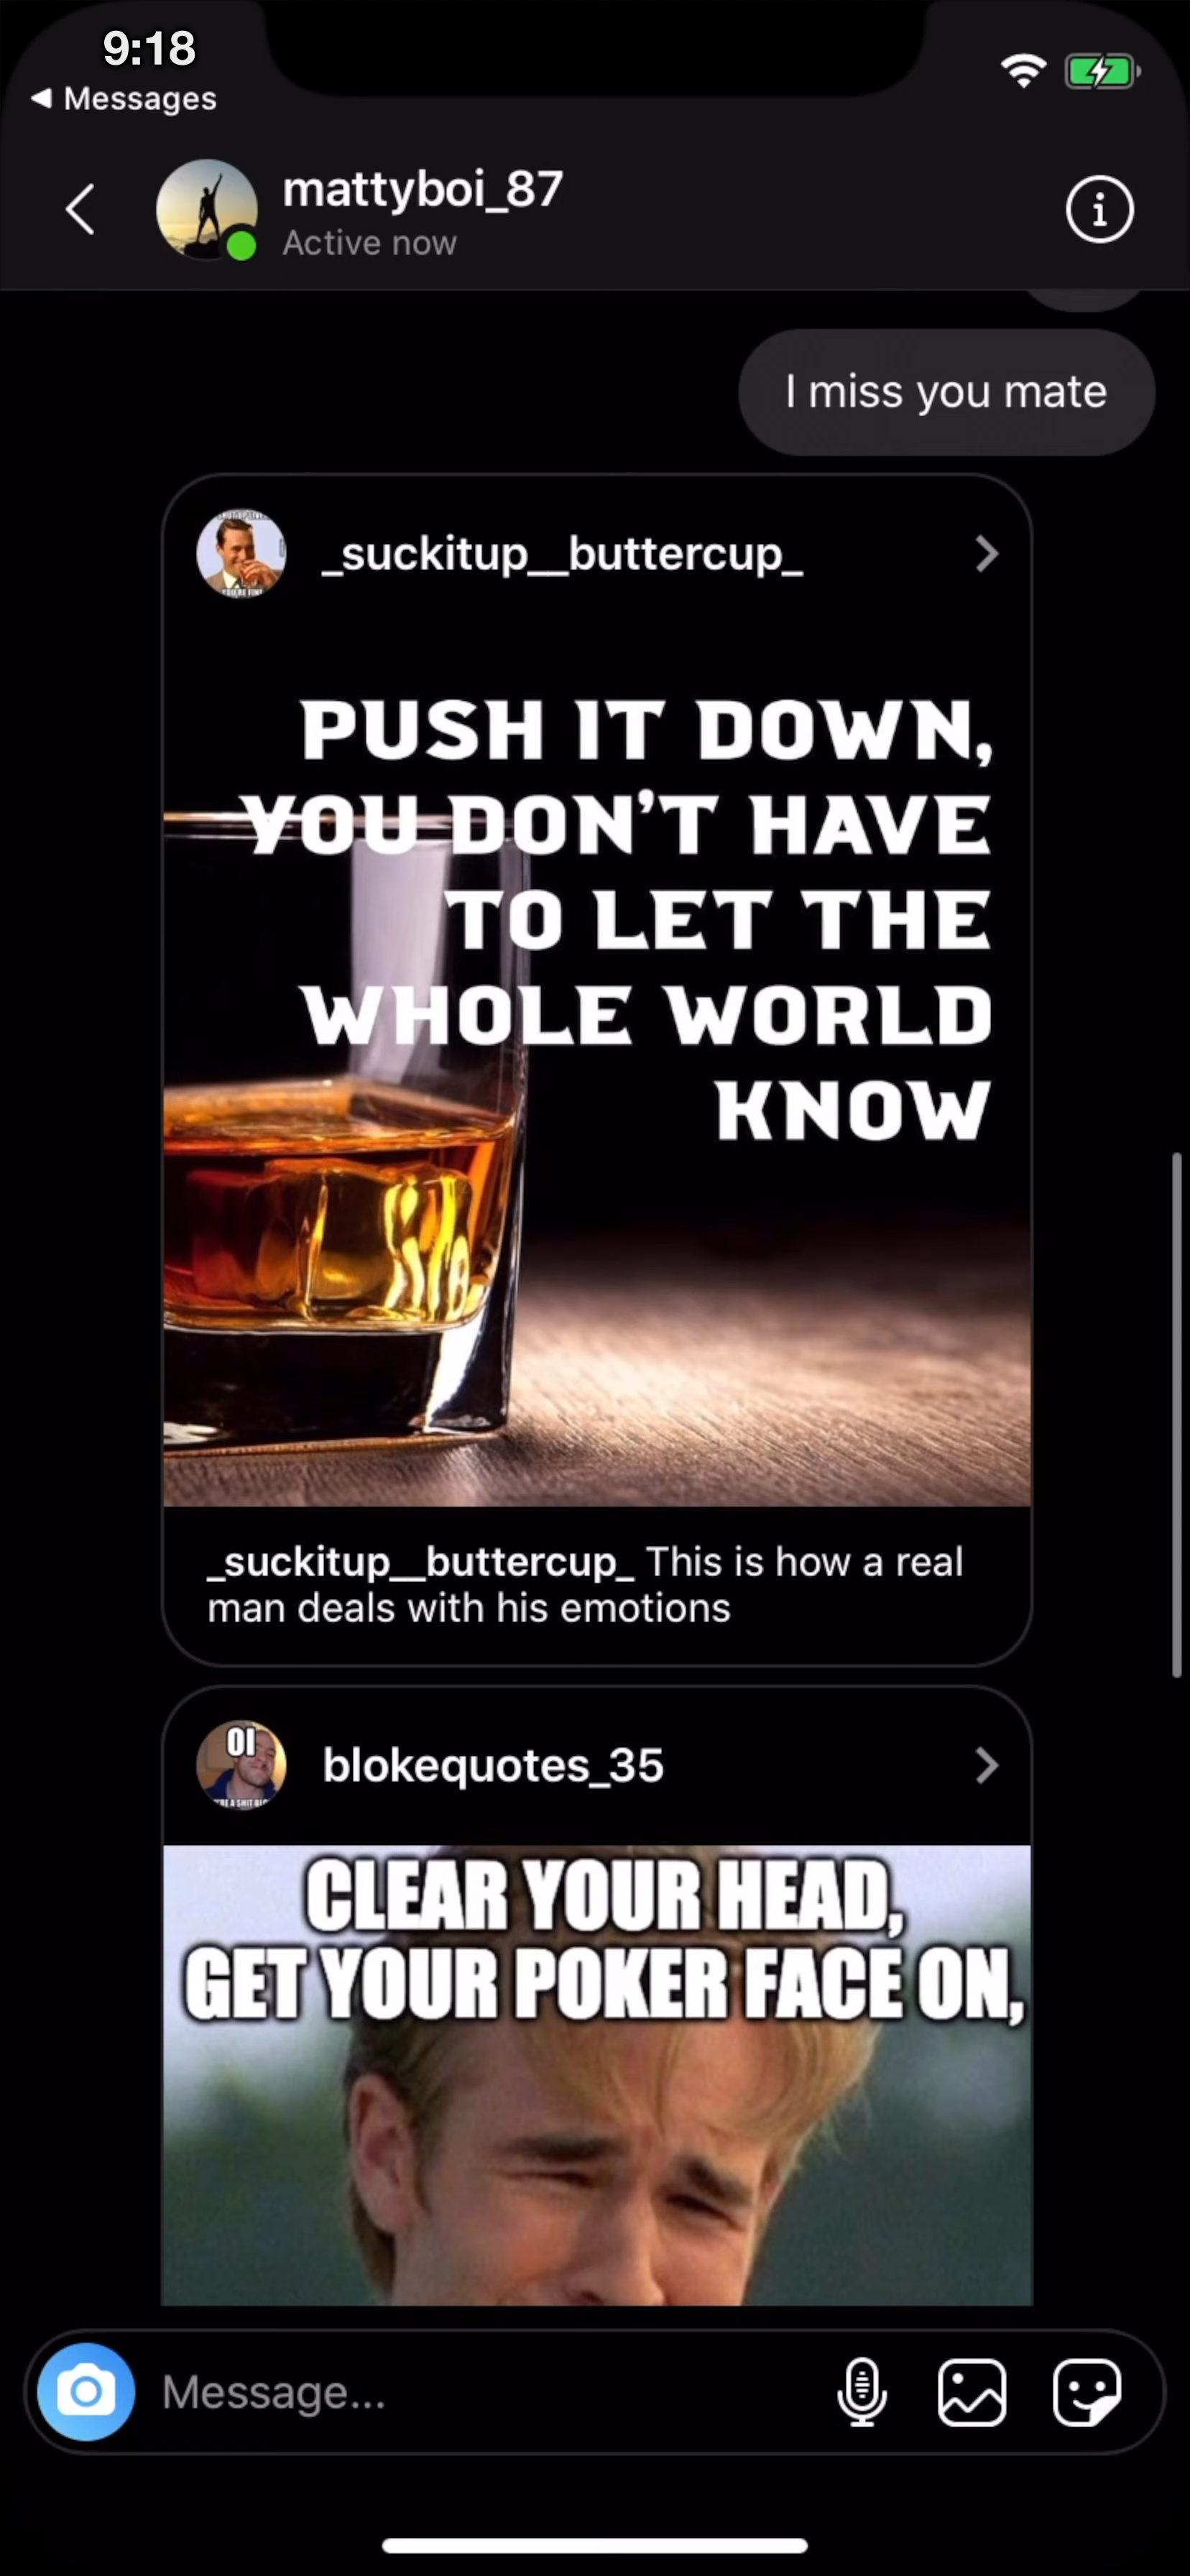 9:18
Messages
mattyboi_87
Active now
I miss you mate
_suckitup__buttercup_
PUSH IT DOWN,
YOU DON'T HAVE
TO LET THE
WHOLE WORLD
KNOW
_suckitup__buttercup_ This is how a real
man deals with his emotions
OI
blokequotes_35
CLEAR YOUR HEAD,
GET YOUR POKER FACE ON,
Message...